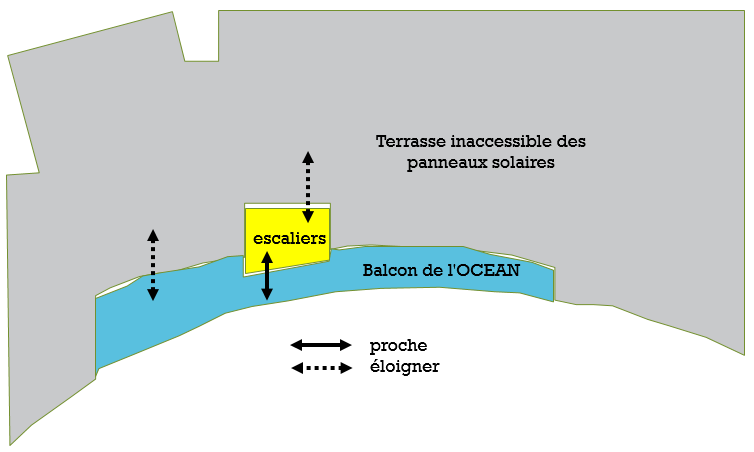 Terrasse inaccessible des
panneaux solaires
escaliers
Balcon de l'OCEAN
proche
éloigner